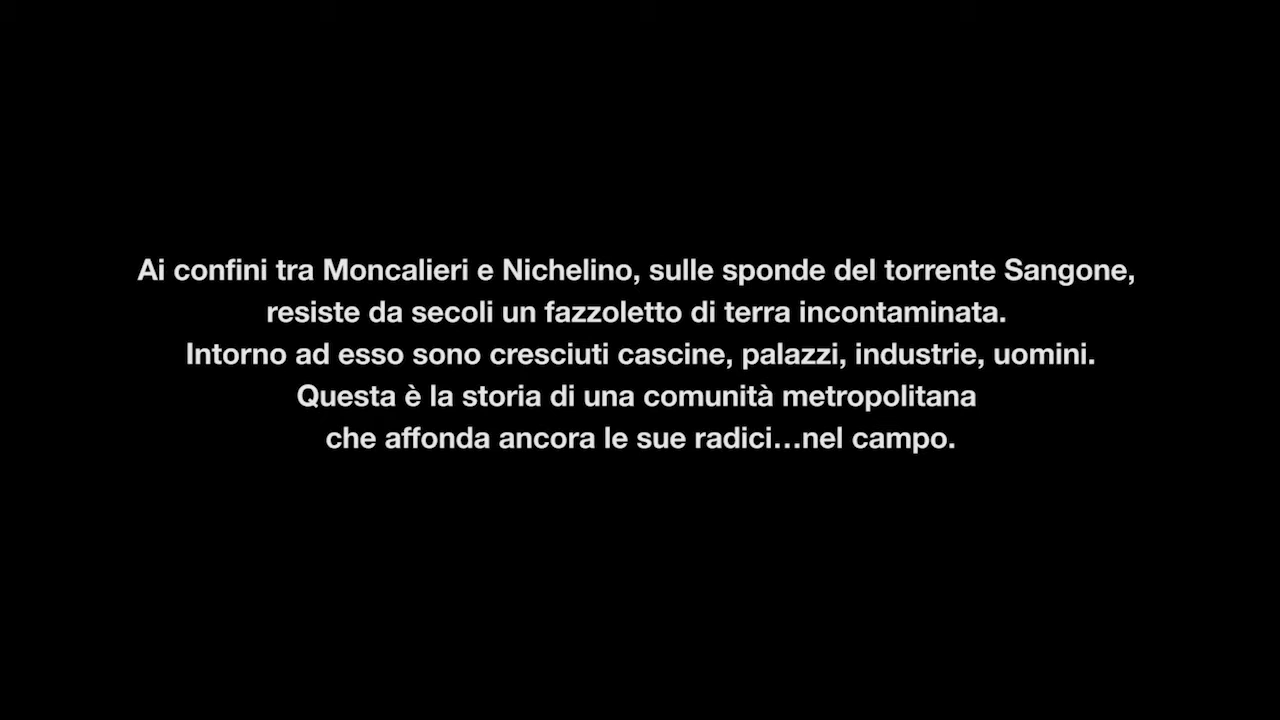 Ai confini tra Moncalieri e Nichelino, sulle sponde del torrente Sangone,
resiste da secoli un fazzoletto di terra incontaminata.
Intorno ad esso sono cresciuti cascine, palazzi, industrie, uomini.
Questa è la storia di una comunità metropolitana
che affonda ancora le sue radici…nel campo.